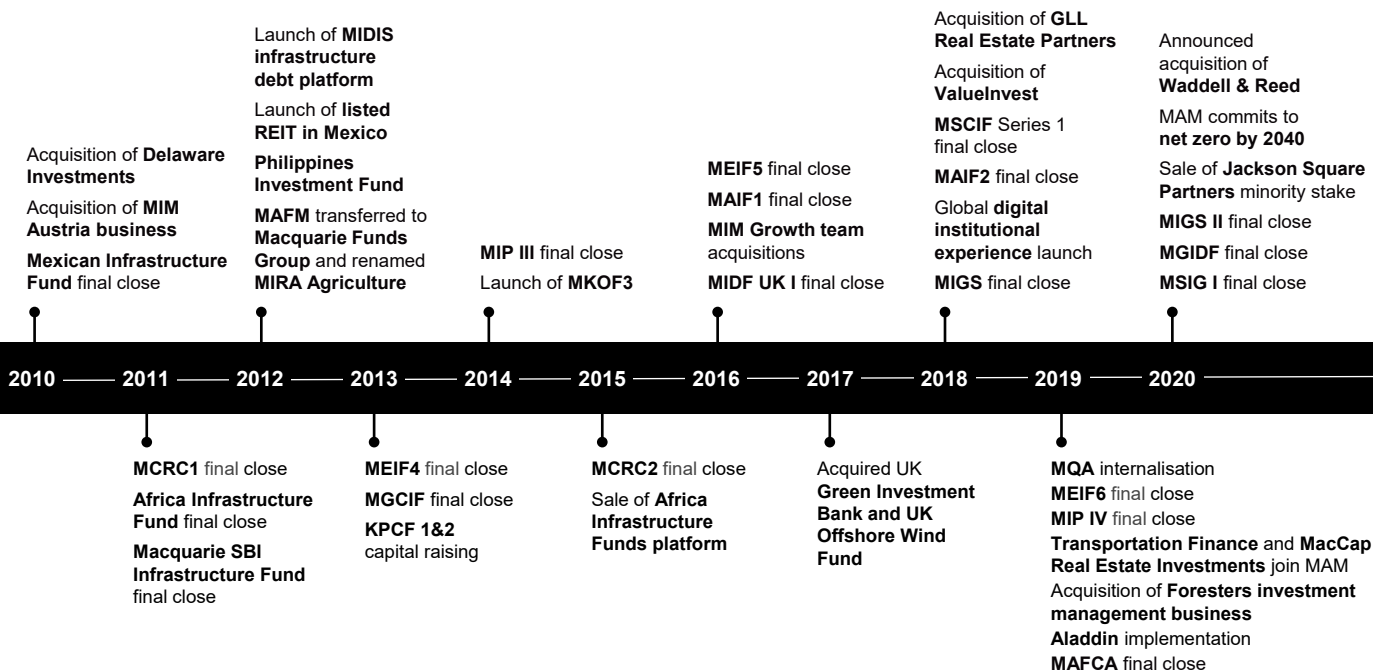 Acquisition of Delaware
Investments
Acquisition of MIM
Austria business
Mexican Infrastructure
Fund final close
Launch of MIDIS
infrastructure
debt platform
Launch of listed
REIT in Mexico
Philippines
Investment Fund
MAFM transferred to
Macquarie Funds
Group and renamed
MIRA Agriculture
MIP III final close
Launch of MKOF3
MEIF5 final close
MAIF1 final close
MIM Growth team
acquisitions
MIDF UK I final close
Acquisition of GLL
Real Estate Partners
Acquisition of
ValueInvest
MSCIF Series 1
final close
MAIF2 final close
Global digital
institutional
experience launch
MIGS final close
Announced
acquisition of
Waddell & Reed
MAM commits to
net zero by 2040
Sale of Jackson Square
Partners minority stake
MIGS II final close
MGIDF final close
MSIG I final close
2010 2011 2012 2013 2014 2015 2016 2017 2018 2019 2020
MCRC1 final close
Africa Infrastructure
Fund final close
Macquarie SBI
Infrastructure Fund
final close
MEIF4 final close
MGCIF final close
KPCF 1&2
capital raising
MCRC2 final close
Sale of Africa
Infrastructure
Funds platform
Acquired UK
Green Investment
Bank and UK
Offshore Wind
Fund
MQA internalisation
MEIF6 final close
MIP IV final close
Transportation Finance and MacCap
Real Estate Investments join MAM
Acquisition of Foresters investment
management business
Aladdin implementation
MAFCA final close